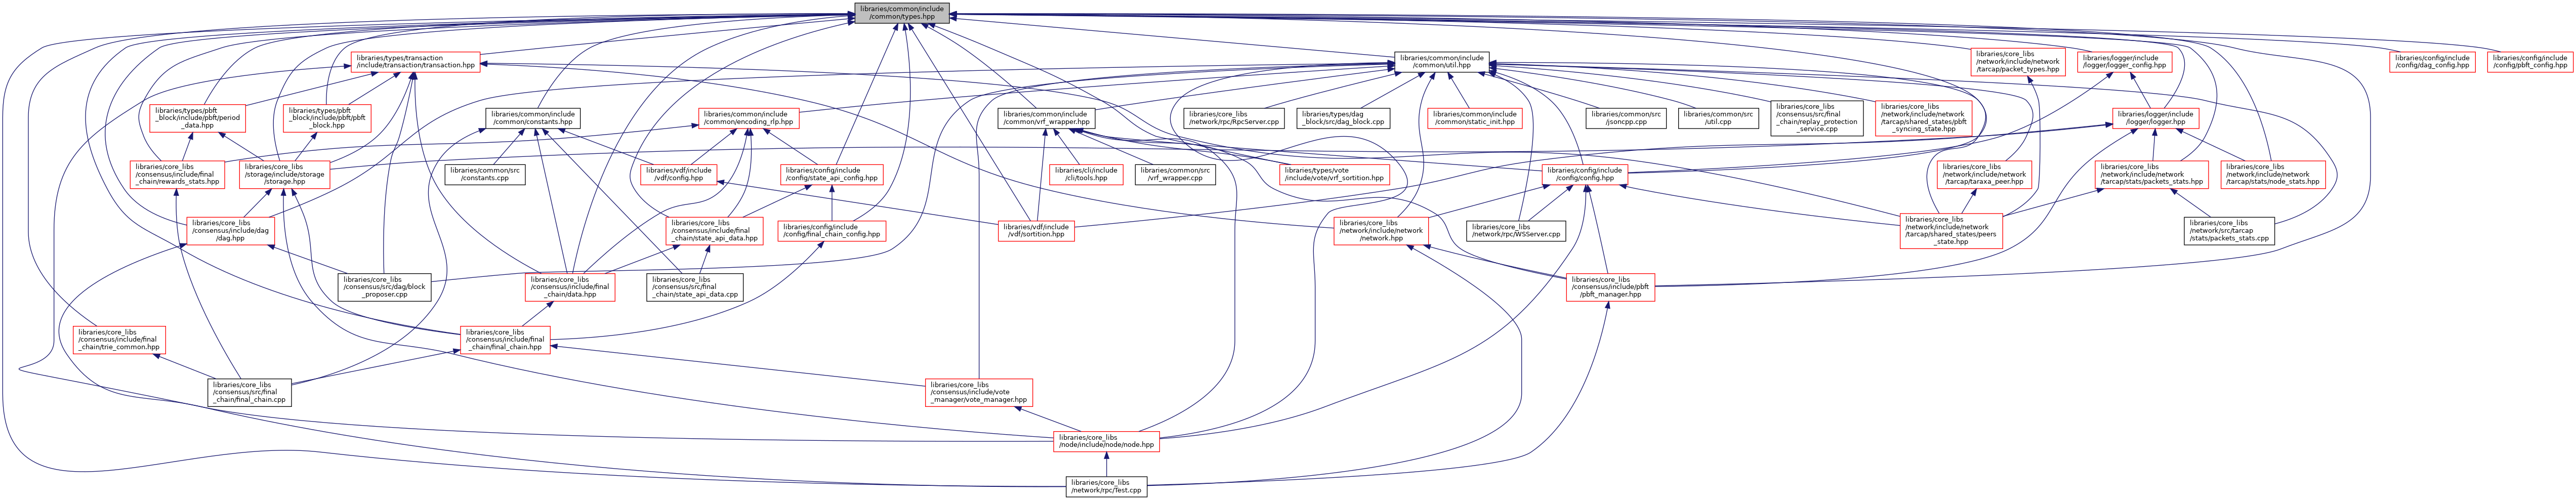 libraries/common/include
/common/types.hpp
libraries/types/transaction
/include/transaction/transaction.hpp
libraries/common/include
/common/util.hpp
libraries/core_libs
/network/include/network
/tarcap/packet_types.hpp
libraries/logger/include
/logger/logger_config.hpp
libraries/config/include
/config/dag_config.hpp
libraries/config/include
/config/pbft_config.hpp
libraries/types/pbft
_block/include/pbft/period
_data.hpp
libraries/types/pbft
_block/include/pbft/pbft
_block.hpp
libraries/common/include
/common/constants.hpp
libraries/common/include
/common/encoding_rlp.hpp
libraries/common/include
/common/vrf_wrapper.hpp
libraries/core_libs
/network/rpc/RpcServer.cpp
libraries/types/dag
_block/src/dag_block.cpp
libraries/common/include
/common/static_init.hpp
libraries/common/src
/jsoncpp.cpp
libraries/common/src
/util.cpp
libraries/core_libs
/consensus/src/final
_chain/replay_protection
_service.cpp
libraries/core_libs
/network/include/network
/tarcap/shared_states/pbft
_syncing_state.hpp
libraries/logger/include
/logger/logger.hpp
libraries/core_libs
/consensus/include/final
_chain/rewards_stats.hpp
libraries/core_libs
/storage/include/storage
/storage.hpp
libraries/common/src
/constants.cpp
libraries/vdf/include
/vdf/config.hpp
libraries/config/include
/config/state_api_config.hpp
libraries/cli/include
/cli/tools.hpp
libraries/common/src
/vrf_wrapper.cpp
libraries/types/vote
/include/vote/vrf_sortition.hpp
libraries/config/include
/config/config.hpp
libraries/core_libs
/network/include/network
/tarcap/taraxa_peer.hpp
libraries/core_libs
/network/include/network
/tarcap/stats/packets_stats.hpp
libraries/core_libs
/network/include/network
/tarcap/stats/node_stats.hpp
libraries/core_libs
/consensus/include/dag
/dag.hpp
libraries/core_libs
/consensus/include/final
_chain/state_api_data.hpp
libraries/config/include
/config/final_chain_config.hpp
libraries/vdf/include
/vdf/sortition.hpp
libraries/core_libs
/network/include/network
/network.hpp
libraries/core_libs
/network/rpc/WSServer.cpp
libraries/core_libs
/network/include/network
/tarcap/shared_states/peers
_state.hpp
libraries/core_libs
/network/src/tarcap
/stats/packets_stats.cpp
libraries/core_libs
/consensus/src/dag/block
_proposer.cpp
libraries/core_libs
/consensus/include/final
_chain/data.hpp
libraries/core_libs
/consensus/src/final
_chain/state_api_data.cpp
libraries/core_libs
/consensus/include/pbft
/pbft_manager.hpp
libraries/core_libs
/consensus/include/final
_chain/trie_common.hpp
libraries/core_libs
/consensus/include/final
_chain/final_chain.hpp
libraries/core_libs
/consensus/src/final
_chain/final_chain.cpp
libraries/core_libs
/consensus/include/vote
_manager/vote_manager.hpp
libraries/core_libs
/node/include/node/node.hpp
libraries/core_libs
/network/rpc/Test.cpp